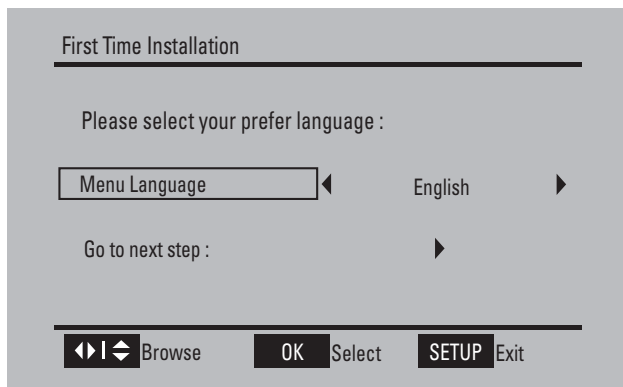 First Time Installation
Please select your prefer language :
Menu Language English
Go to next step :
Browse OK Select SETUP Exit